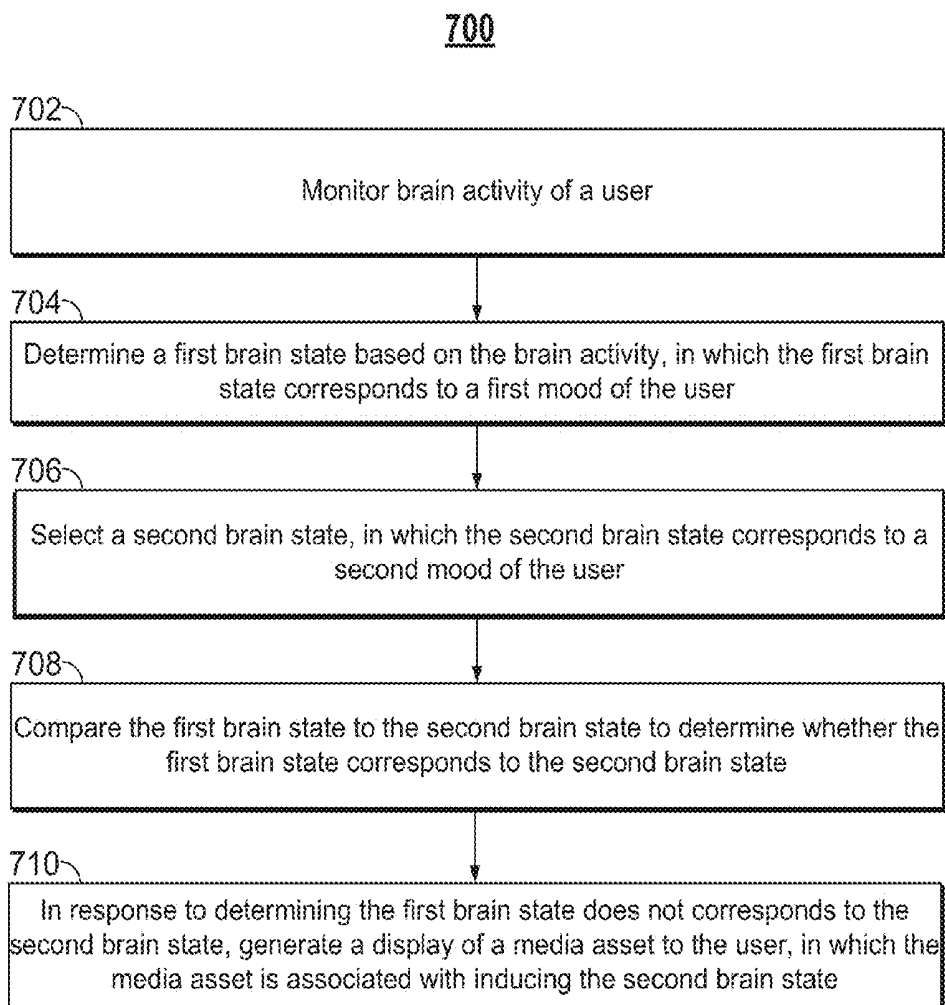 700
702
Monitor brain activity of a user
704
Determine a first brain state based on the brain activity, in which the first brain
state corresponds to a first mood of the user
706
Select a second brain state, in which the second brain state corresponds to a
second mood of the user
708
Compare the first brain state to the second brain state to determine whether the
first brain state corresponds to the second brain state
710
In response to determining the first brain state does not corresponds to the
second brain state, generate a display of a media asset to the user, in which the
media asset is associated with inducing the second brain state